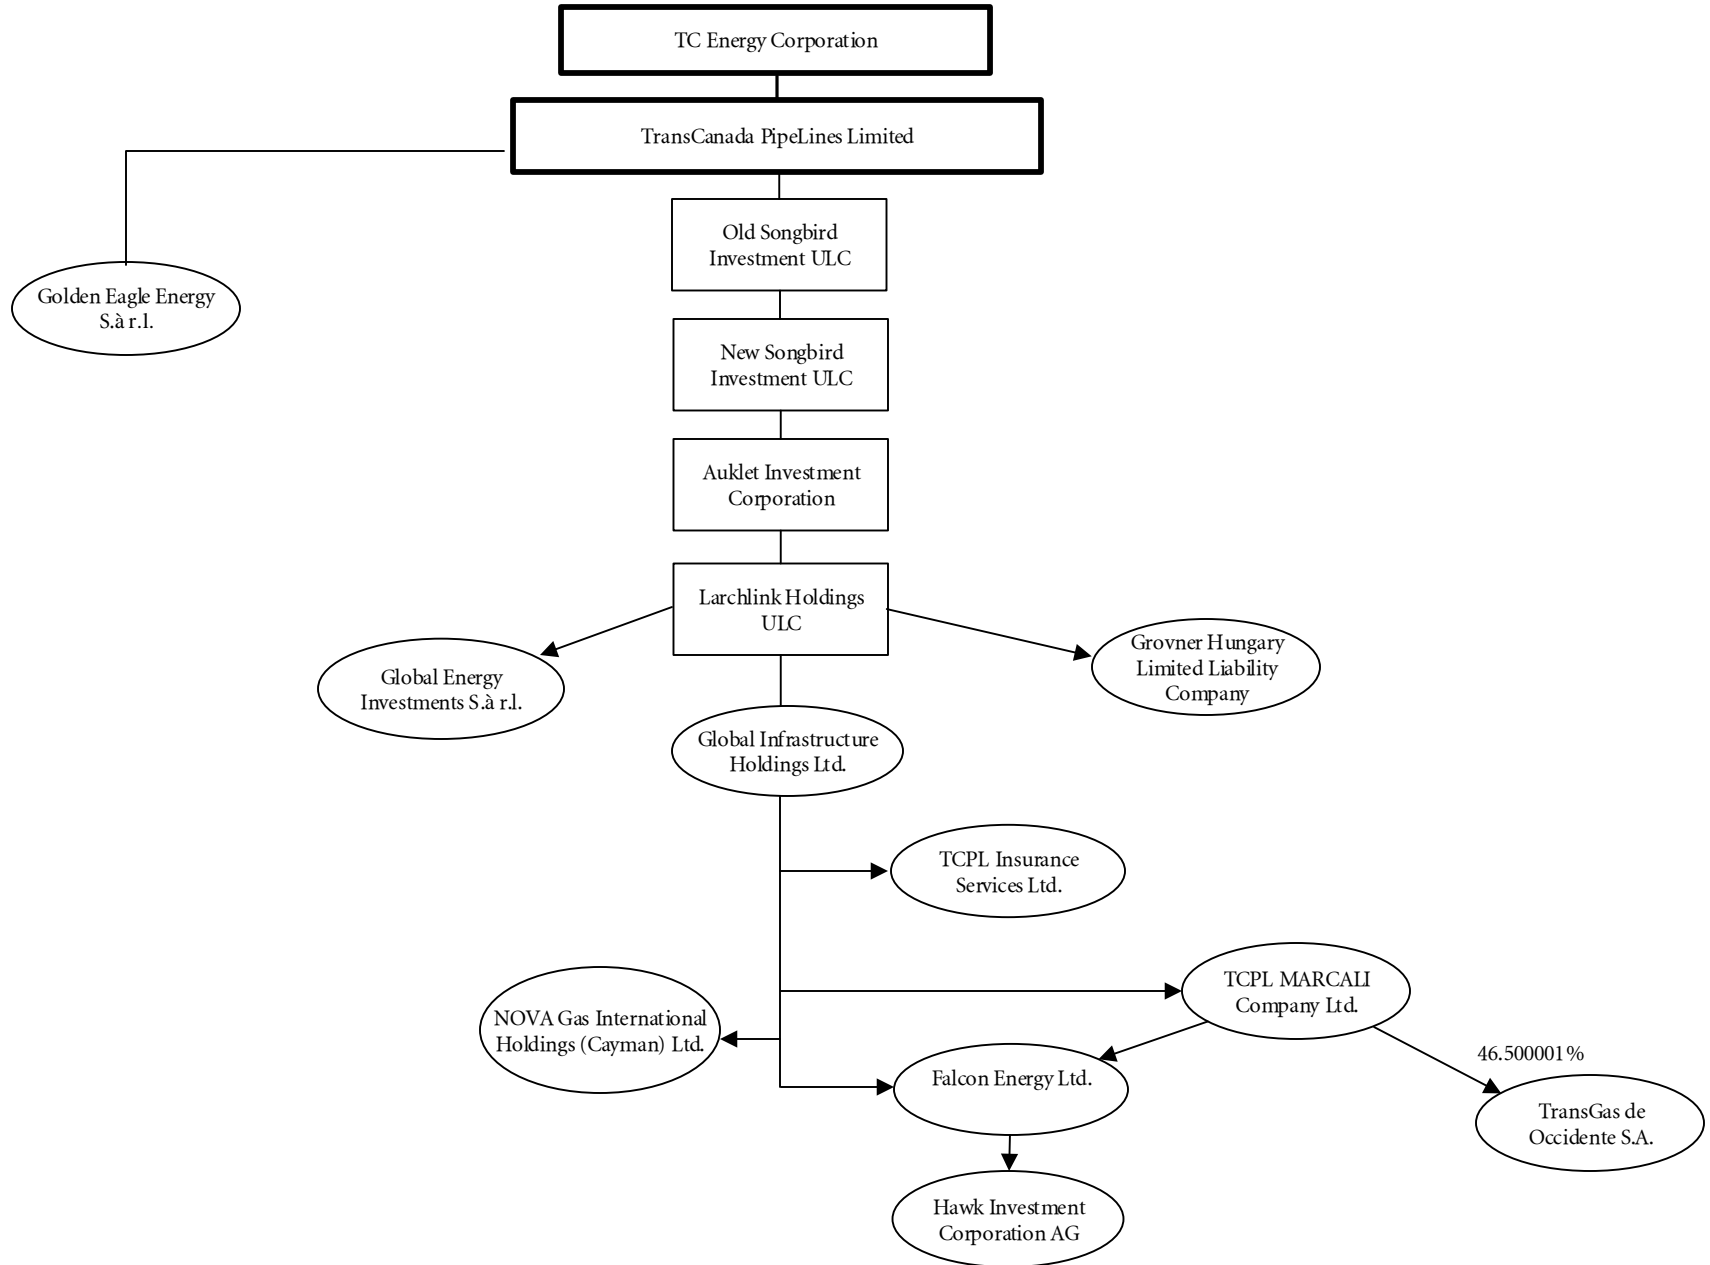 TC Energy Corporation
TransCanada PipeLines Limited
Old Songbird
Investment ULC
Golden Eagle Energy
S.à r.l.
New Songbird
Investment ULC
Auklet Investment
Corporation
Larchlink Holdings
ULC
Global Energy
Investments S.à r.l.
Grovner Hungary
Limited Liability
Company
Global Infrastructure
Holdings Ltd.
TCPL Insurance
Services Ltd.
TCPL MARCALI
Company Ltd.
NOVA Gas International
Holdings (Cayman) Ltd.
46.500001%
Falcon Energy Ltd.
TransGas de
Occidente S.A.
Hawk Investment
Corporation AG